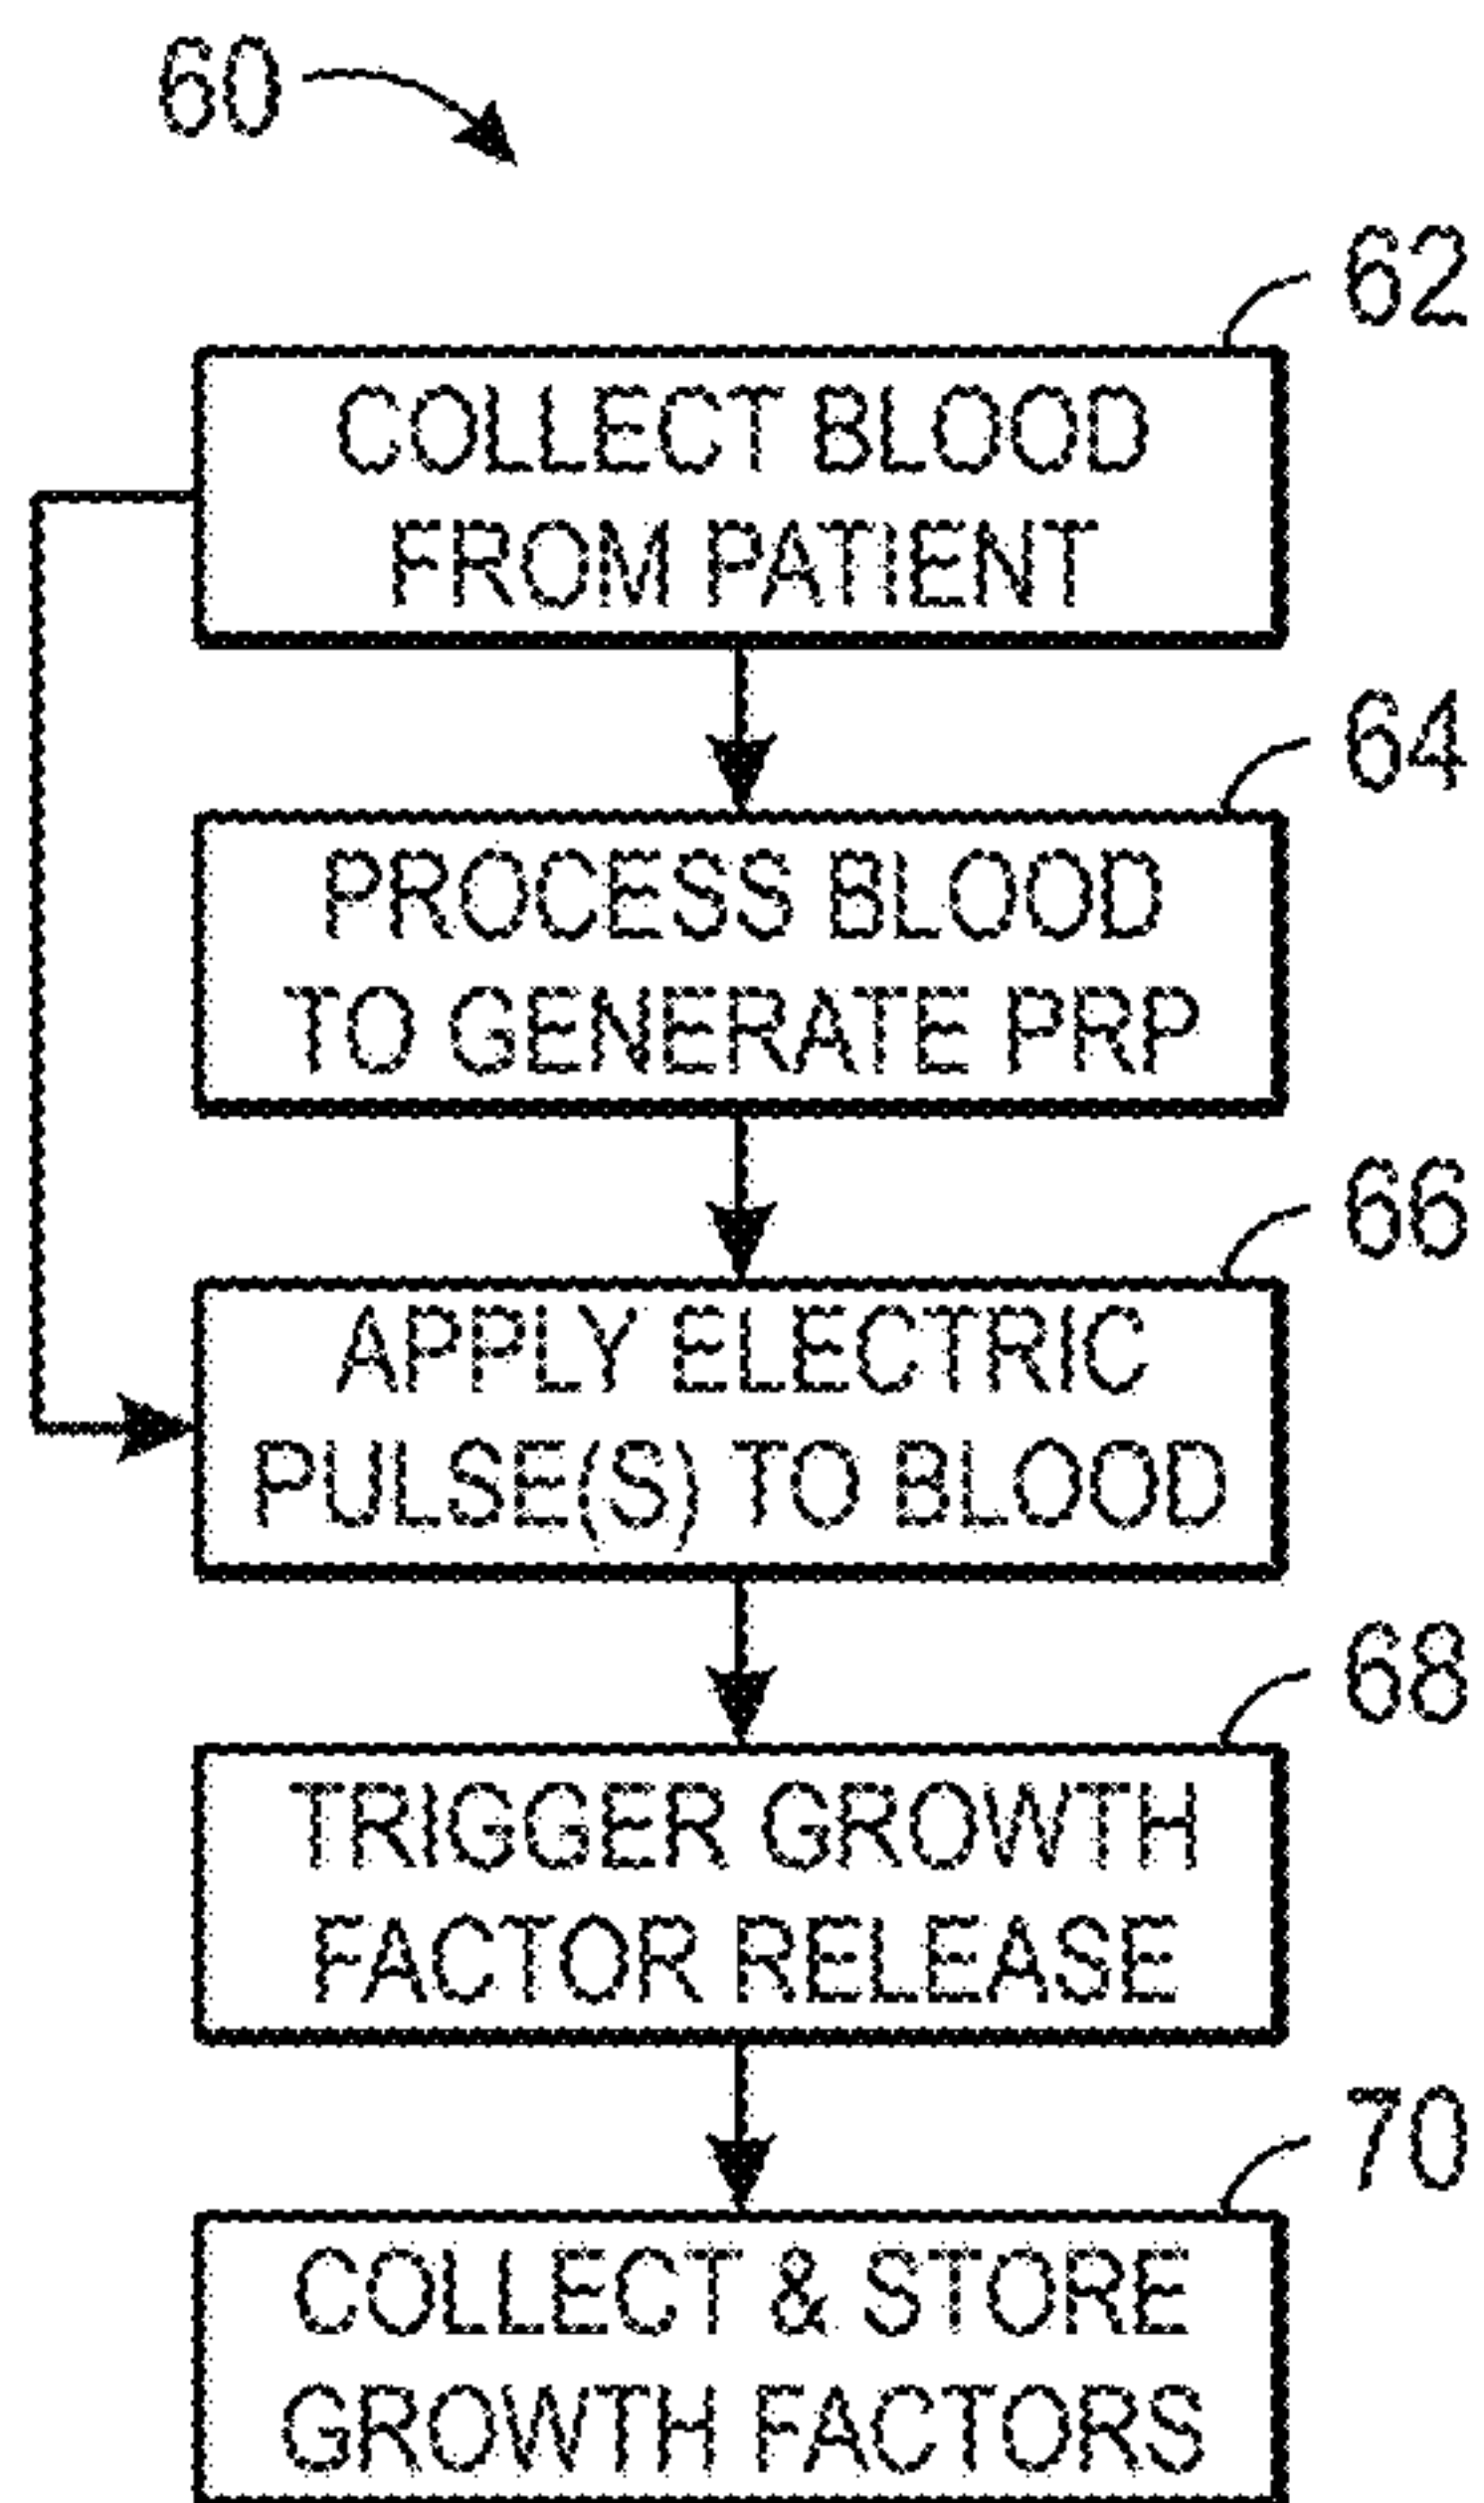 60
62
COLLECT BLOOD
FROM PATIENT
64
PROCESS BLOOD
TO GENERATE PRP
66
APPLY ELECTRIC
PULSE(S) TO BLOOD
68
TRIGGER GROWTH
FACTOR RELEASE
70
COLLECT & STORE
GROWTH FACTORS